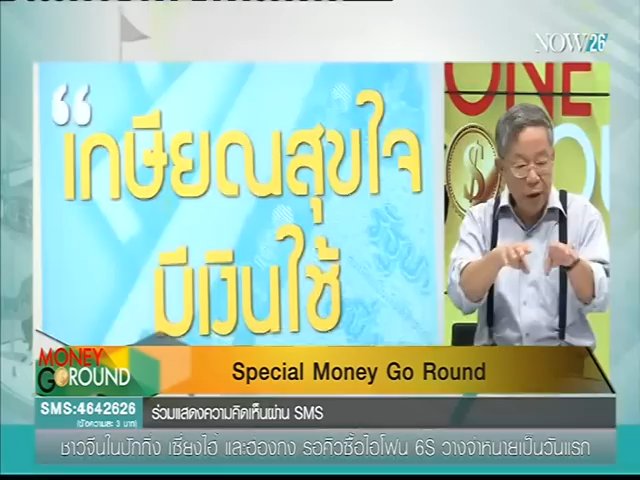 NOW26
“เกษียณสุขใจ
มีเงินใช้
ONE
MONEY
GO ROUND
Special Money Go Round
SMS:4642626
(ข้อความละ 3 บาท)
ร่วมแสดงความคิดเห็นผ่าน SMS
ชาวจีนในปักกิ่ง เซี่ยงไฮ้ และฮ่องกง รอคิวซื้อไอโฟน 6S วางจำหน่ายเป็นวันแรก